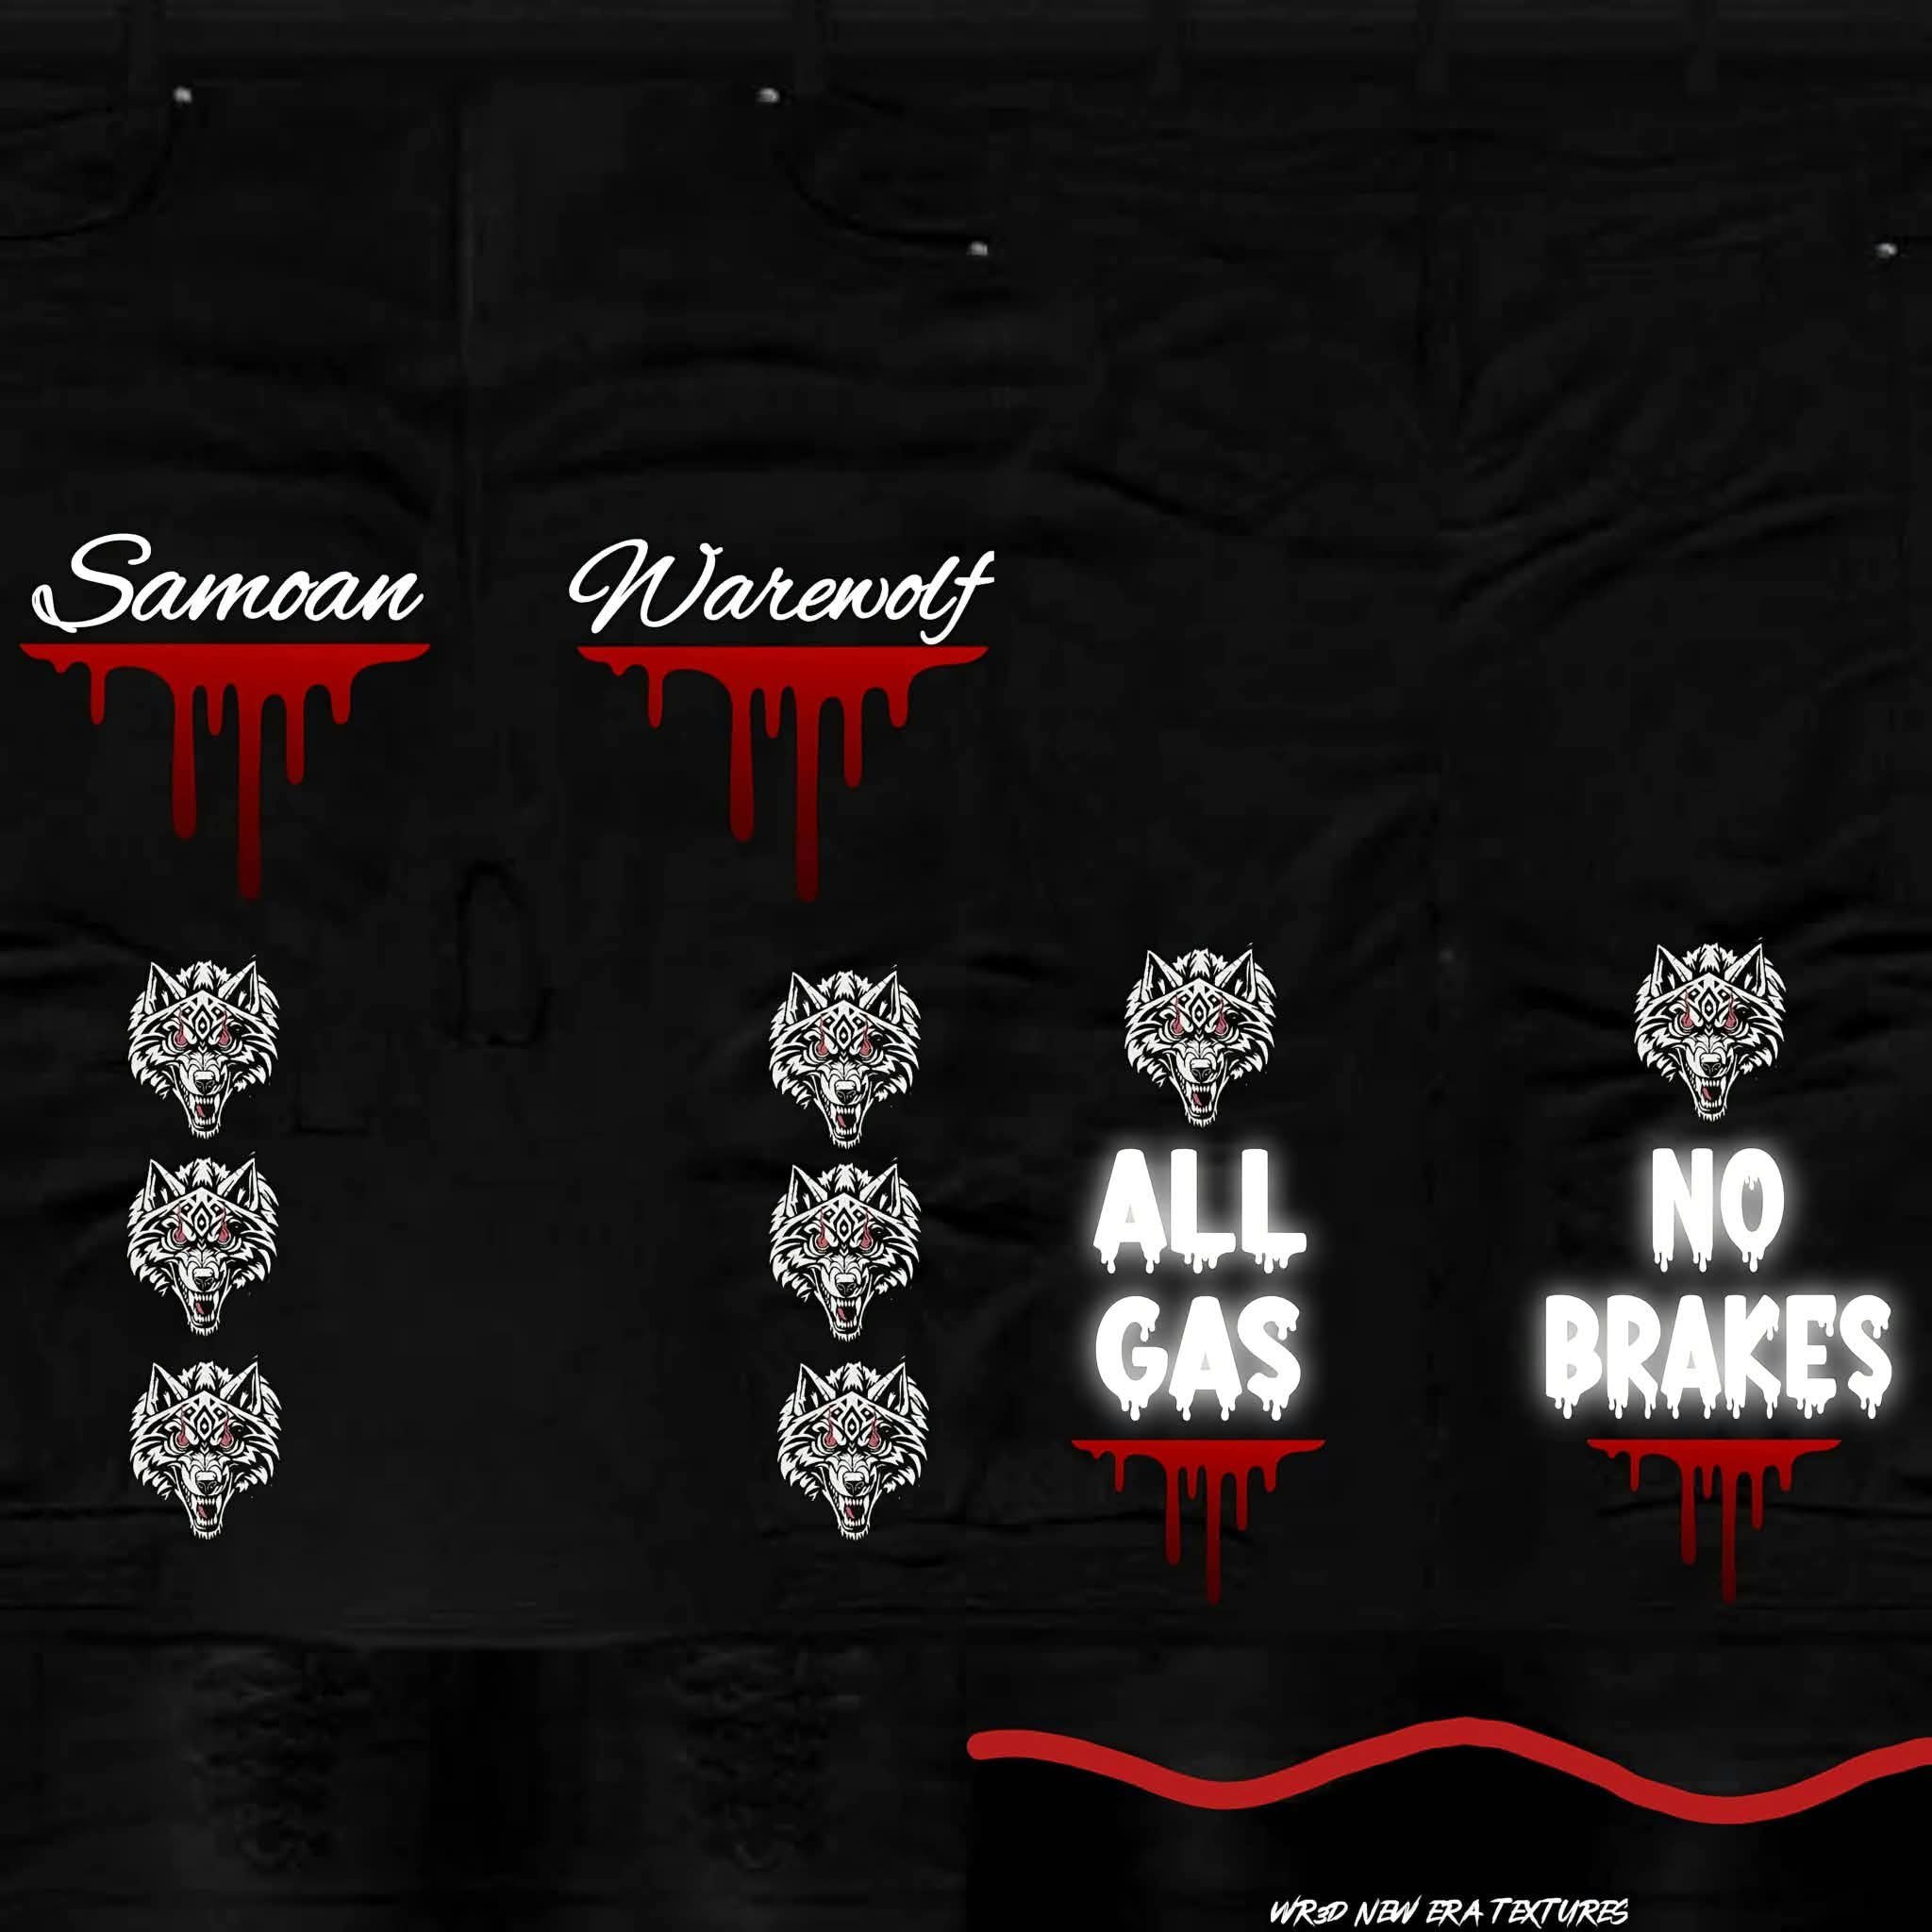 Samoan
Warewolf
ALL
GAS
NO
BRAKES
WR3D NEW ERA TEXTURES